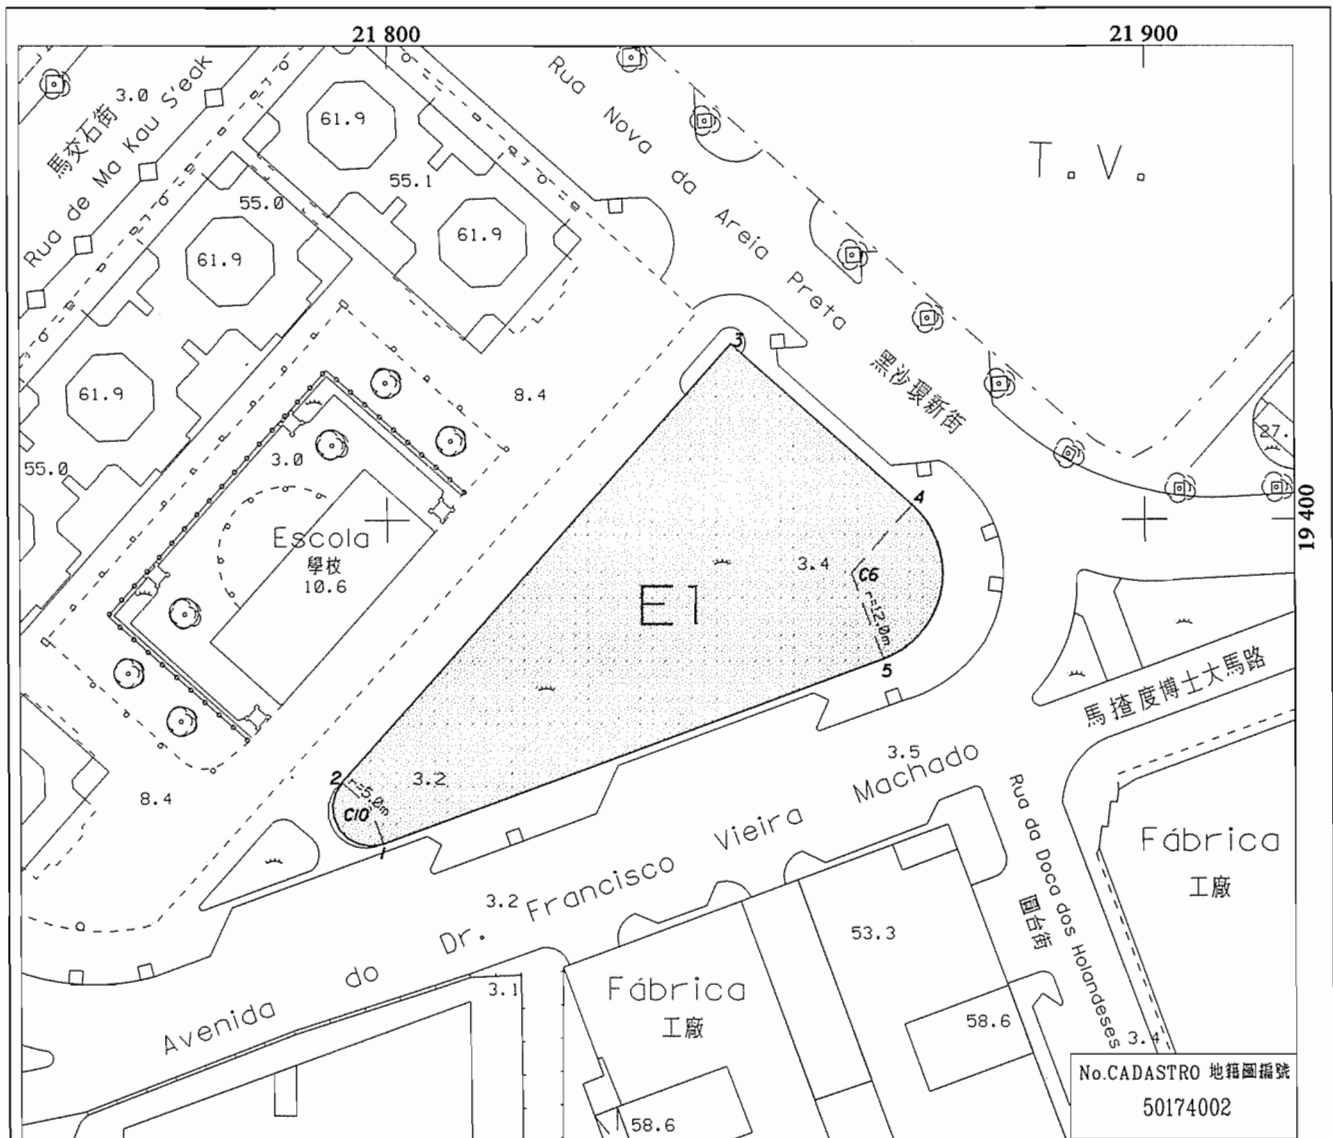 21 800
21 900
3.0
馬交石街
Rua de Ma Kau S'eak
61.9
55.1
55.0
61.9
61.9
61.9
55.0
Rua Nova da Areia Preta
黑沙環新街
T.V.
27.
3
8.4
3.0
4
19 400
Escola
學校
10.6
3.4
C6
r=12.0m
E1
5
馬揸度博士大馬路
2
r=5.0m
3.2
C10
1
8.4
3.5
Avenida do Dr. Francisco Vieira Machado
3.2
Rua da Doca dos Holandeses
圓台街
Fábrica
工廠
53.3
3.1
Fábrica
工廠
58.6
3.4
58.6
No.CADASTRO 地籍圖編號
50174002